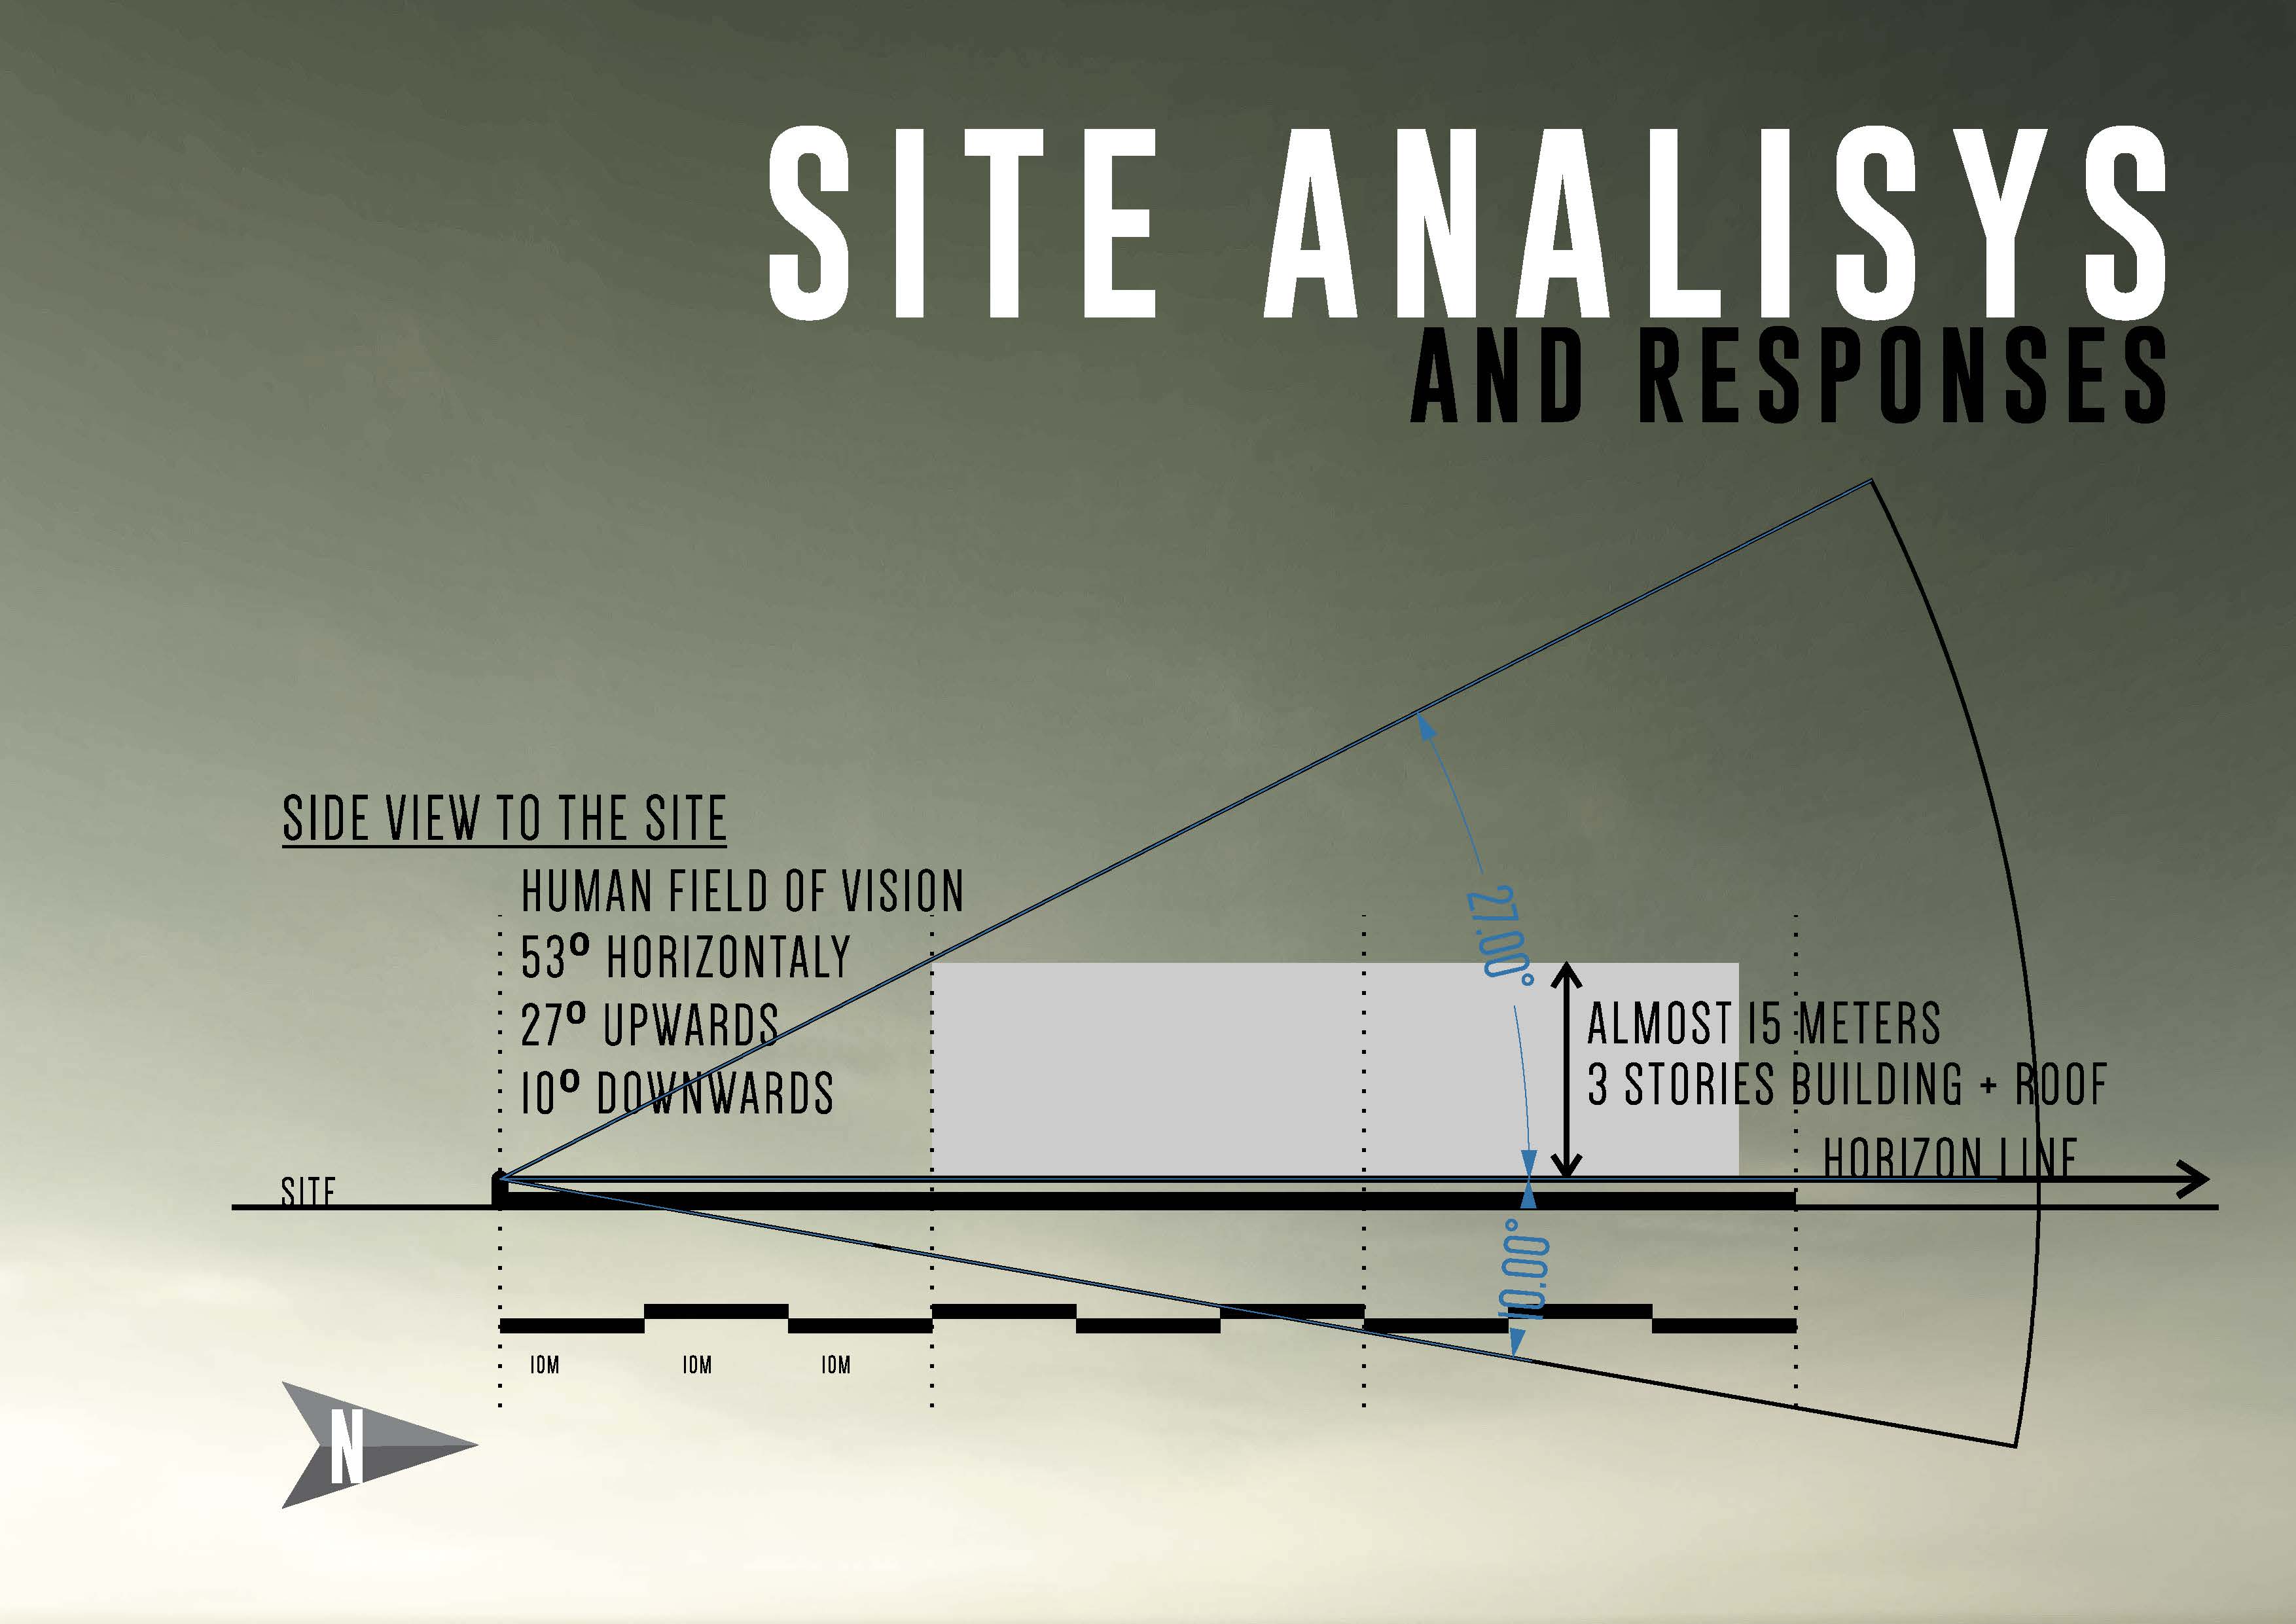 SITE ANALISYS
AND RESPONSES
SIDE VIEW TO THE SITE
HUMAN FIELD OF VISION
53º HORIZONTALY
27º UPWARDS
10º DOWNWARDS
27.00°
ALMOST 15 METERS
3 STORIES BUILDING + ROOF
HORIZON LINE
SITE
10.00°
10M 10M 10M
N